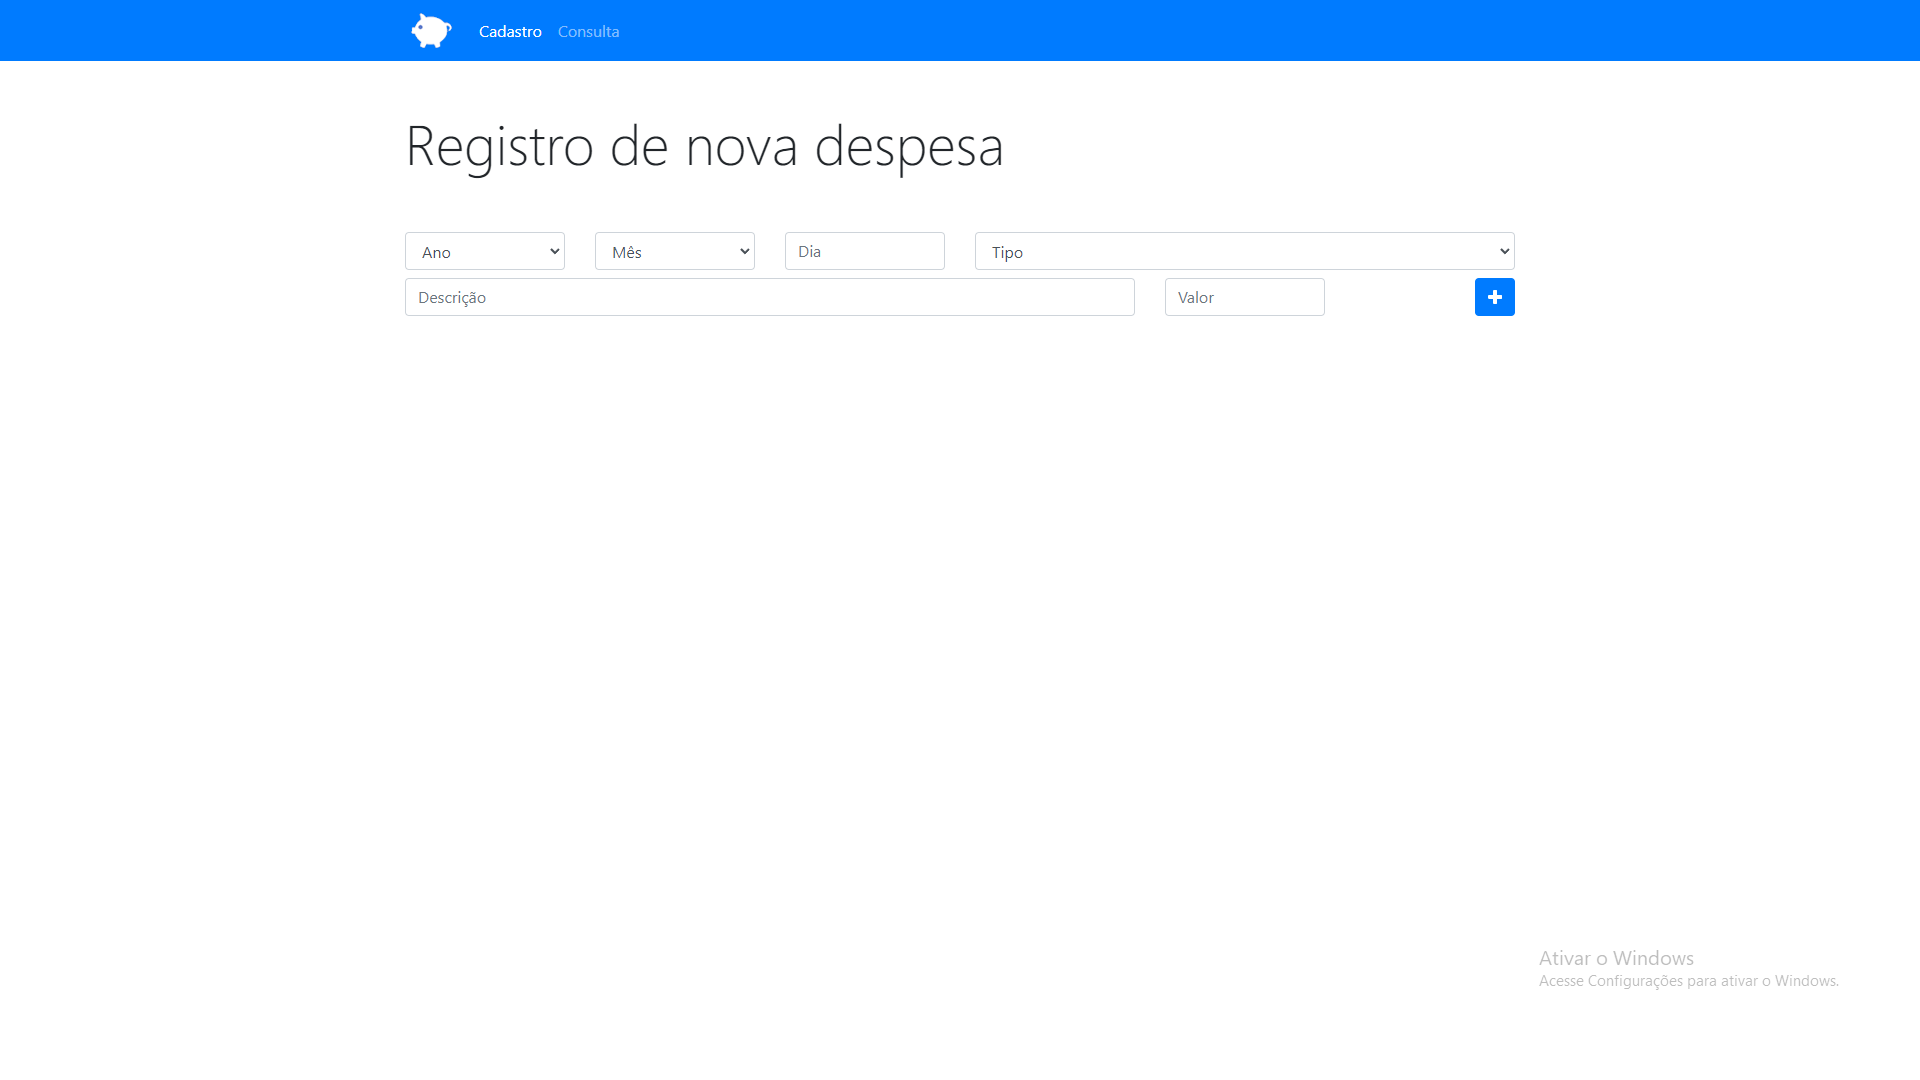 Cadastro Consulta
Registro de nova despesa
Ano Mês Dia Tipo
Descrição Valor
Ativar o Windows
Acesse Configurações para ativar o Windows.